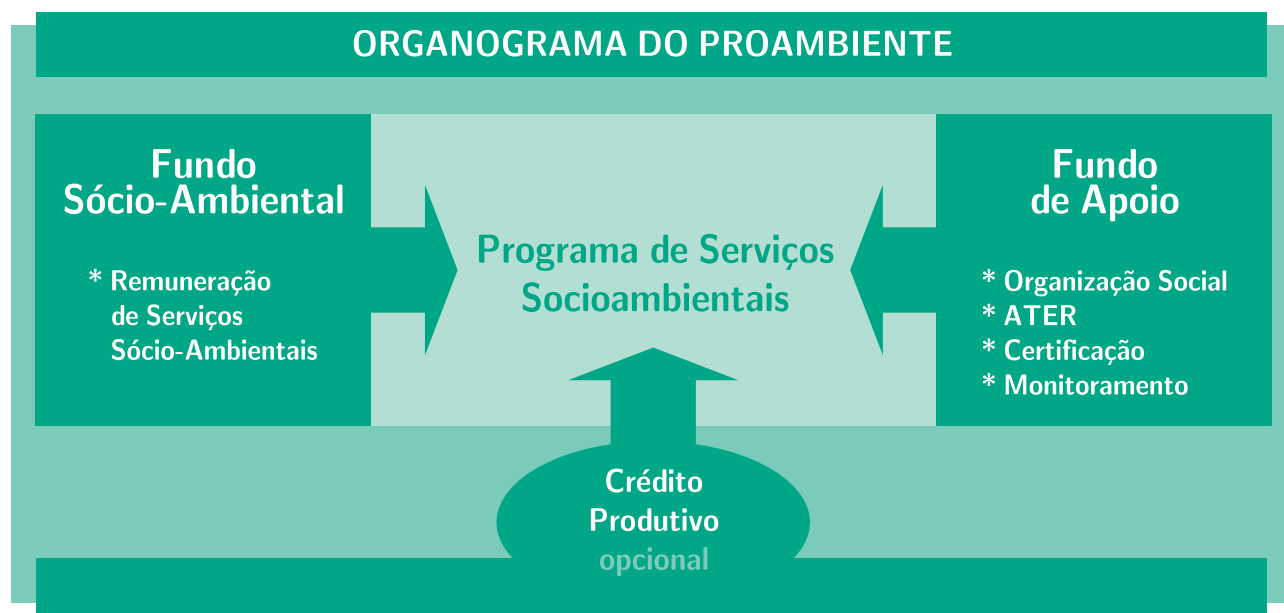 ORGANOGRAMA DO PROAMBIENTE
Fundo
Sócio-Ambiental
* Remuneração
de Serviços
Sócio-Ambientais
Programa de Serviços
Socioambientais
Fundo
de Apoio
* Organização Social
* ATER
* Certificação
* Monitoramento
Crédito
Produtivo
opcional